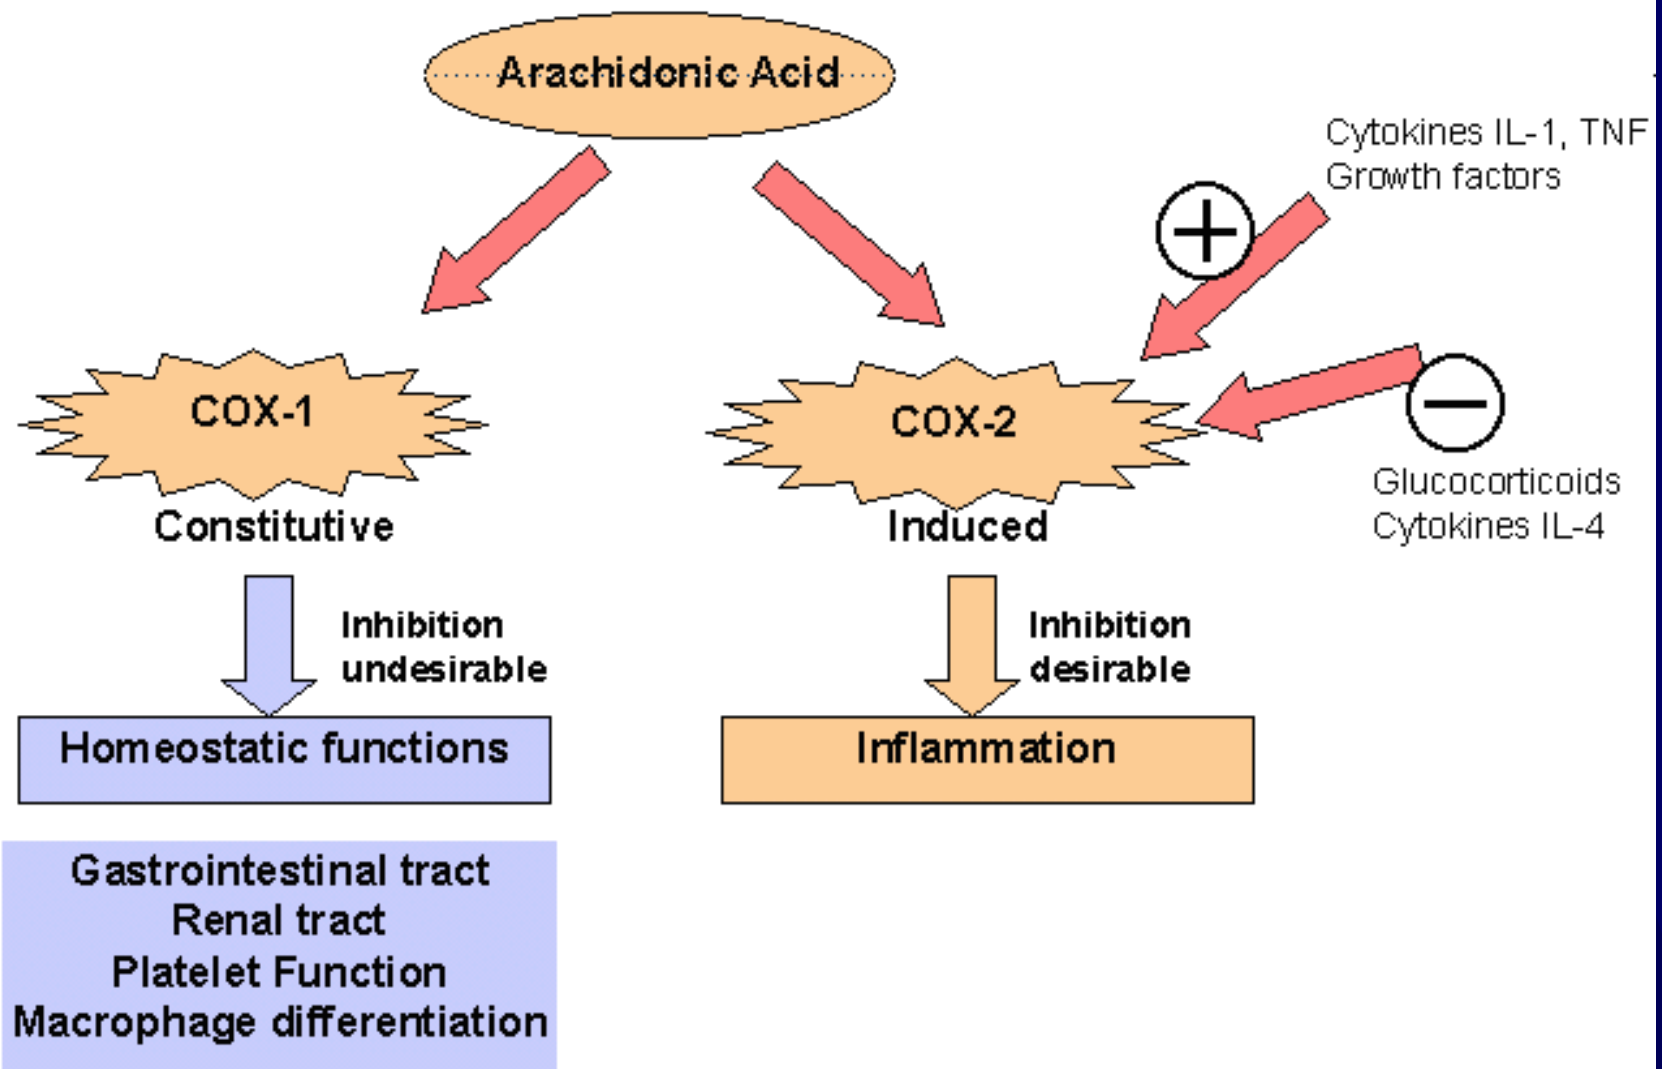 Arachidonic Acid
Cytokines IL-1, TNF
Growth factors
+
−
COX-1
COX-2
Glucocorticoids
Cytokines IL-4
Constitutive
Induced
Inhibition
undesirable
Inhibition
desirable
Homeostatic functions
Inflammation
Gastrointestinal tract
Renal tract
Platelet Function
Macrophage differentiation